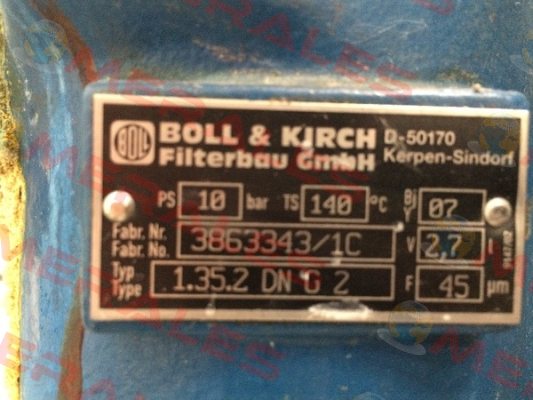 BOLL
BOLL & KIRCH D-50170
Filterbau GmbH Kerpen-Sindorf
PS 10 bar TS 140 °C Bj Y 07
Fabr. Nr.
Fabr. No. 3863343/1C V 2,7 l
Typ
Type 1.35.2 DN G 2 F 45 µm
MERALES